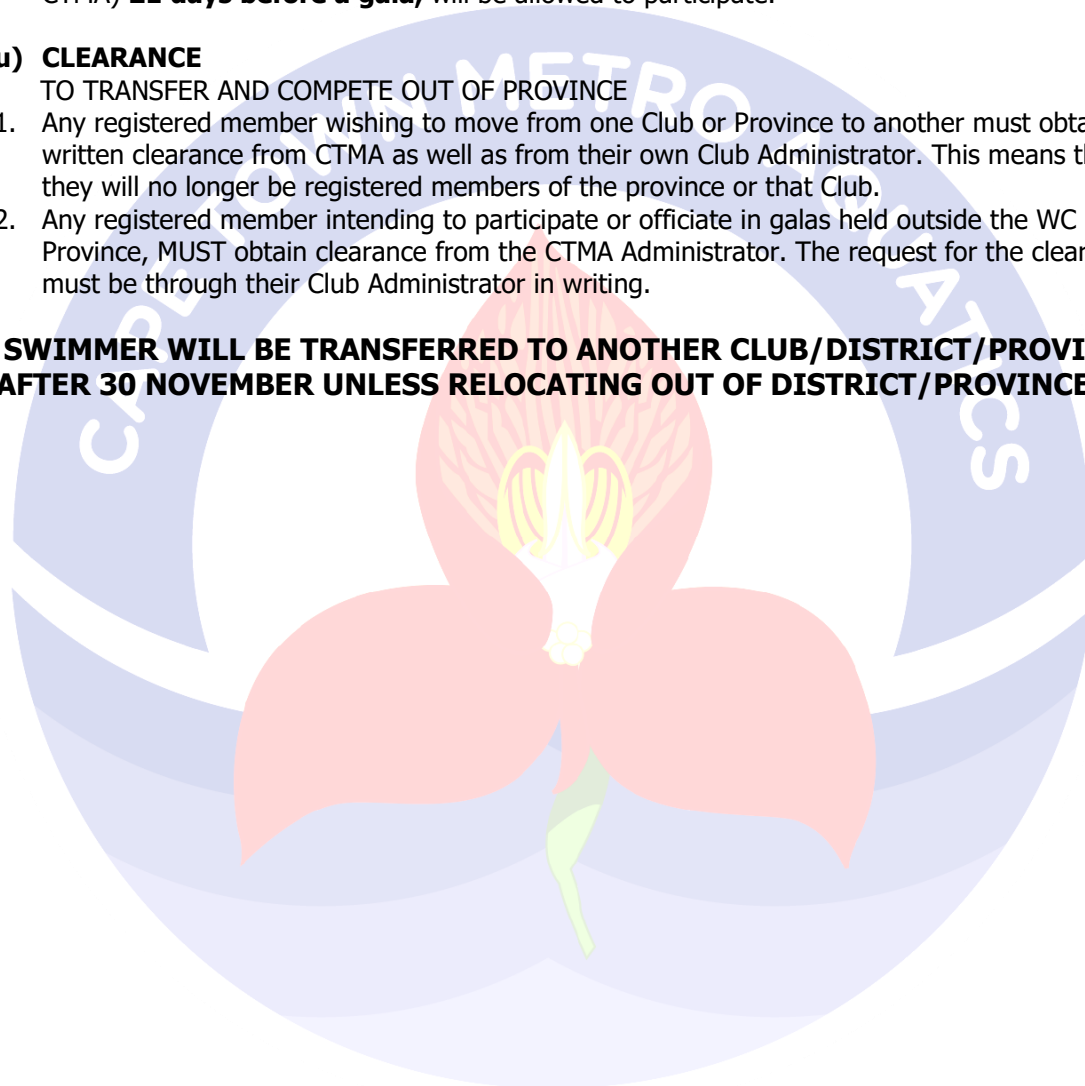 CTMA) days before a gala, will be allowed to participate.
u) CLEARANCE
TO TRANSFER AND COMPETE OUT OF PROVINCE
1. Any registered member wishing to move from one Club or Province to another must obta
written clearance from CTMA as well as from their own Club Administrator. This means th
they will no longer be registered members of the province or that Club.
2. Any registered member intending to participate or officiate in galas held outside the WC
Province, MUST obtain clearance from the CTMA Administrator. The request for the clear
must be through their Club Administrator in writing.
SWIMMER WILL BE TRANSFERRED TO ANOTHER CLUB/DISTRICT/PROVI
AFTER 30 NOVEMBER UNLESS RELOCATING OUT OF DISTRICT/PROVINCE
CAPE TOWN METRO AQUATICS